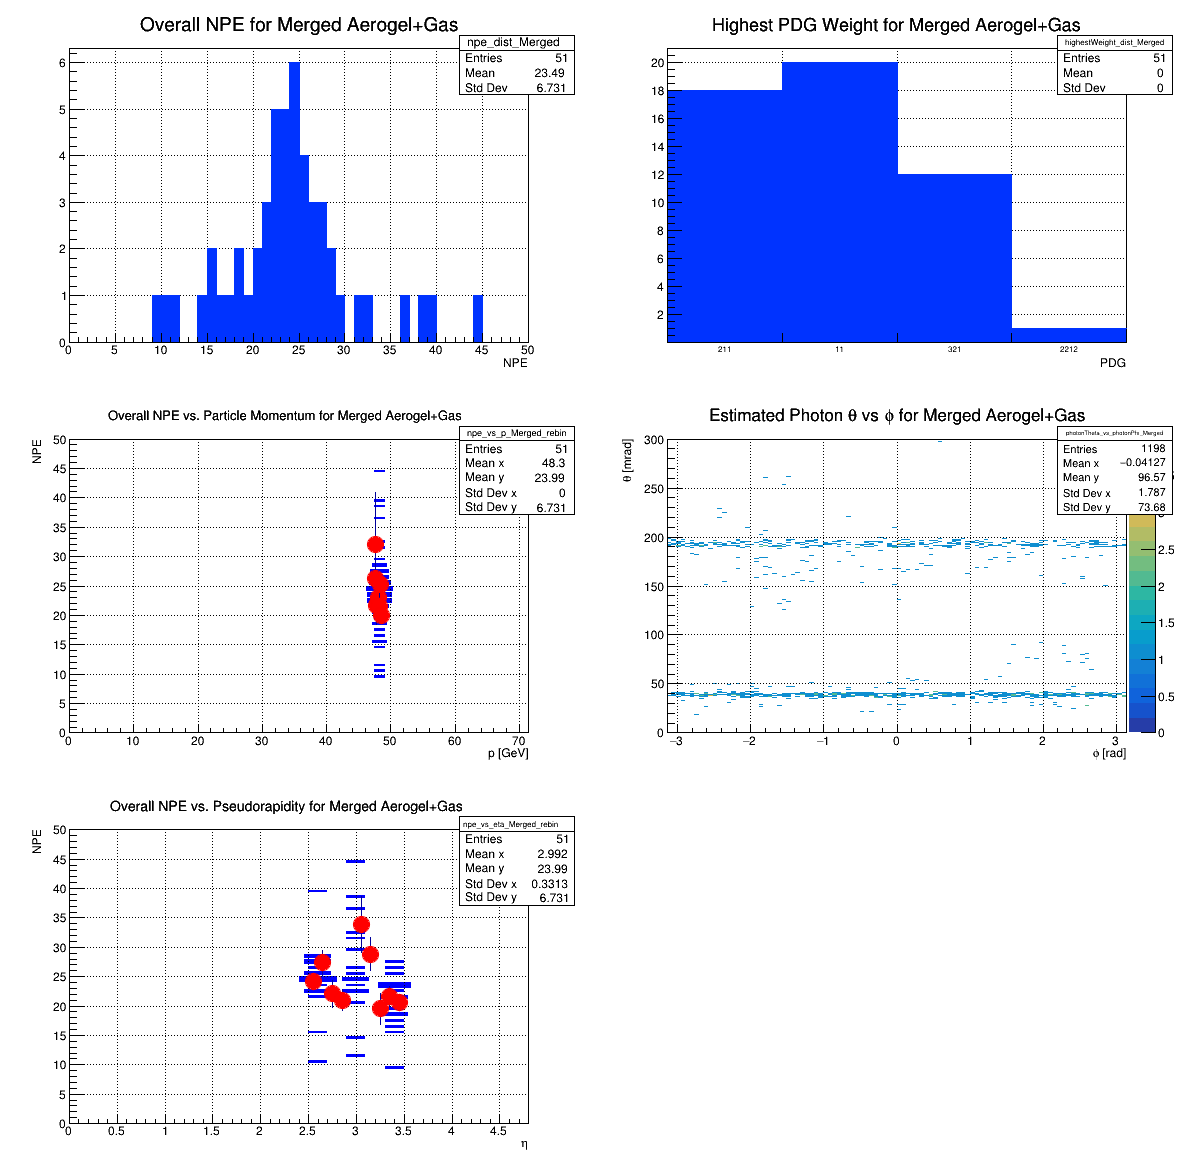 Overall NPE for Merged Aerogel+Gas
npe_dist_Merged
Entries 51
Mean 23.49
Std Dev 6.731
6
5
4
3
2
1
0
0 5 10 15 20 25 30 35 40 45 50
NPE
Highest PDG Weight for Merged Aerogel+Gas
highestWeight_dist_Merged
Entries 51
Mean 0
Std Dev 0
20
18
16
14
12
10
8
6
4
2
211 11 321 2212
PDG
Overall NPE vs. Particle Momentum for Merged Aerogel+Gas
npe_vs_p_Merged_rebin
Entries 51
Mean x 48.3
Mean y 23.99
Std Dev x 0
Std Dev y 6.731
NPE
50
45
40
35
30
25
20
15
10
5
0
0 10 20 30 40 50 60 70
p [GeV]
Estimated Photon θ vs ϕ for Merged Aerogel+Gas
photonTheta_vs_photonPhi_Merged
Entries 1198
Mean x −0.04127
Mean y 96.57
Std Dev x 1.787
Std Dev y 73.68
θ [mrad]
300
250
200
150
100
50
0
−3 −2 −1 0 1 2 3
ϕ [rad]
2.5
2
1.5
1
0.5
0
Overall NPE vs. Pseudorapidity for Merged Aerogel+Gas
npe_vs_eta_Merged_rebin
Entries 51
Mean x 2.992
Mean y 23.99
Std Dev x 0.3313
Std Dev y 6.731
NPE
50
45
40
35
30
25
20
15
10
5
0
0 0.5 1 1.5 2 2.5 3 3.5 4 4.5
η